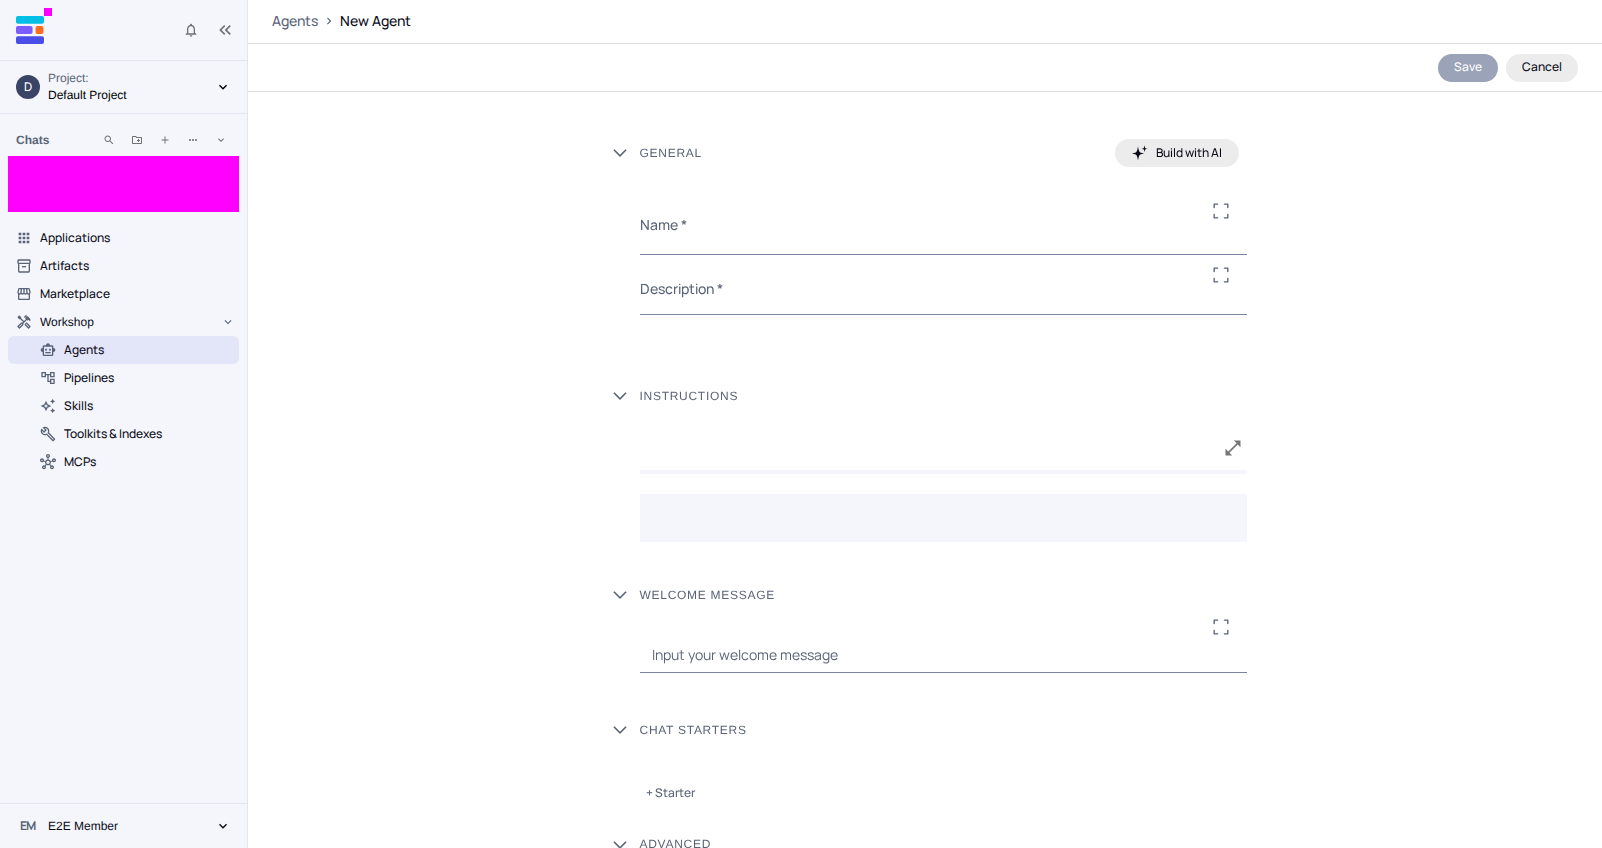 Agents > New Agent
Save
Cancel
Project:
D
Default Project
Chats
Applications
Artifacts
Marketplace
Workshop
Agents
Pipelines
Skills
Toolkits & Indexes
MCPs
EM
E2E Member
GENERAL
Build with AI
Name *
Description *
INSTRUCTIONS
WELCOME MESSAGE
Input your welcome message
CHAT STARTERS
+ Starter
ADVANCED